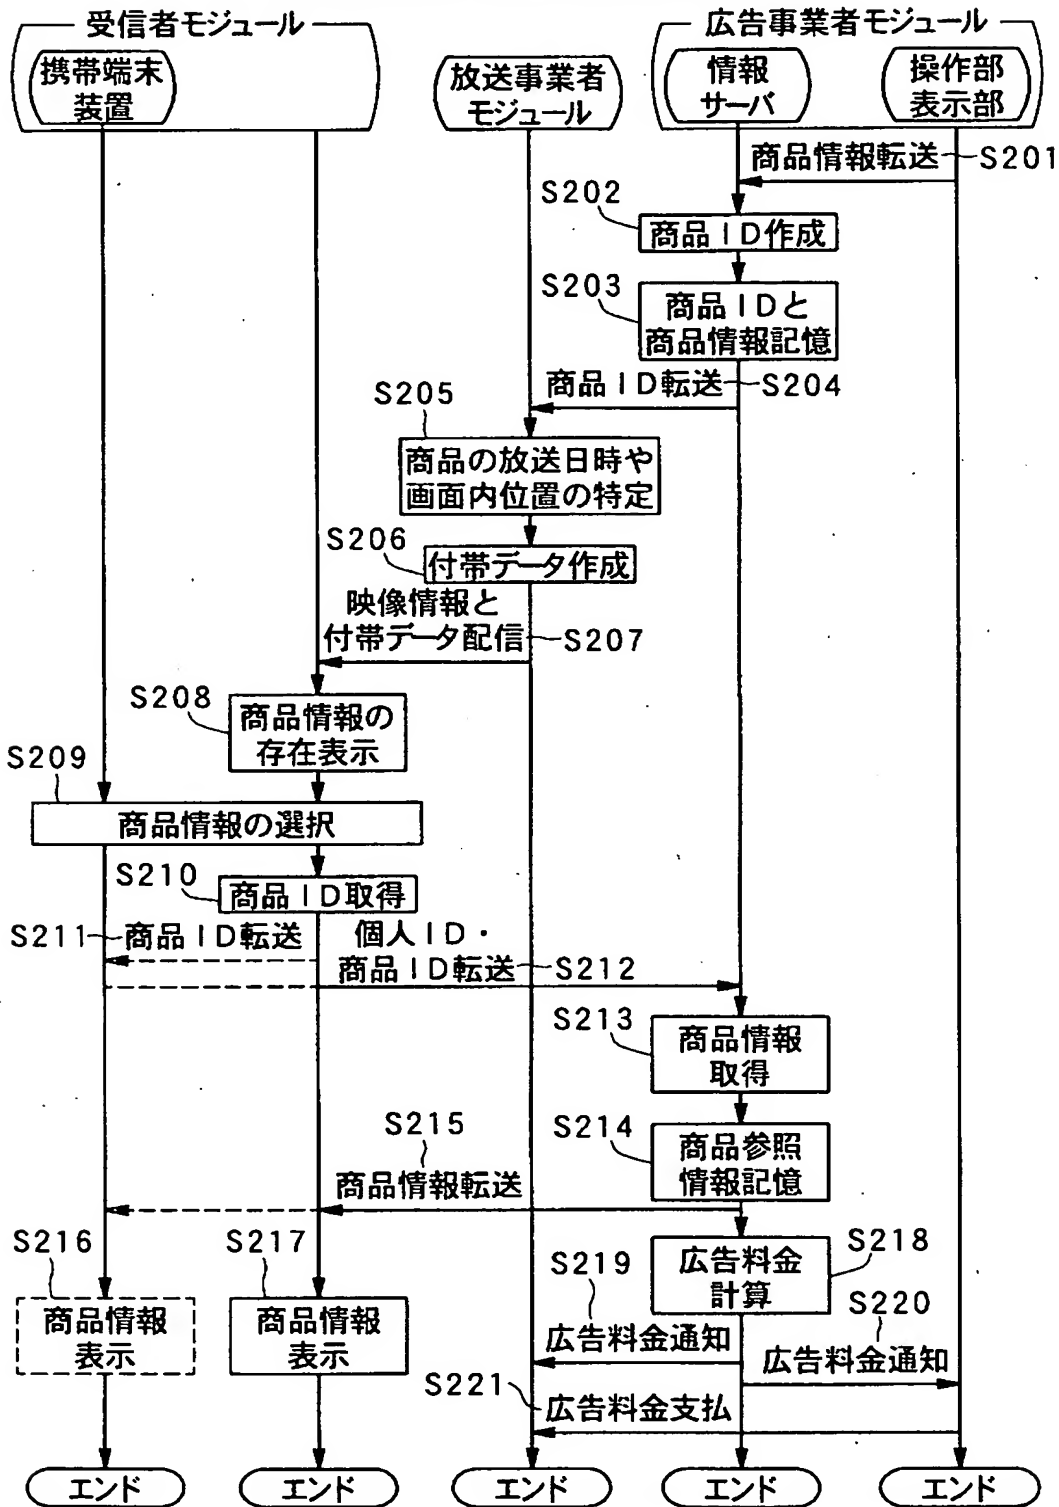 受信者モジュール
広告事業者モジュール
携帯端末
装置
放送事業者
モジュール
情報
サーバ
操作部
表示部
商品情報転送
S201
S202
商品ID作成
S203
商品IDと
商品情報記憶
商品ID転送
S204
S205
商品の放送日時や
画面内位置の特定
S206
付帯データ作成
映像情報と
付帯データ配信
S207
S208
商品情報の
存在表示
S209
商品情報の選択
S210
商品ID取得
S211
商品ID転送
個人ID・
商品ID転送
S212
S213
商品情報
取得
S214
商品参照
情報記憶
S215
商品情報転送
S216
商品情報
表示
S217
商品情報
表示
S218
広告料金
計算
S219
広告料金通知
S220
広告料金通知
S221
広告料金支払
エンド
エンド
エンド
エンド
エンド